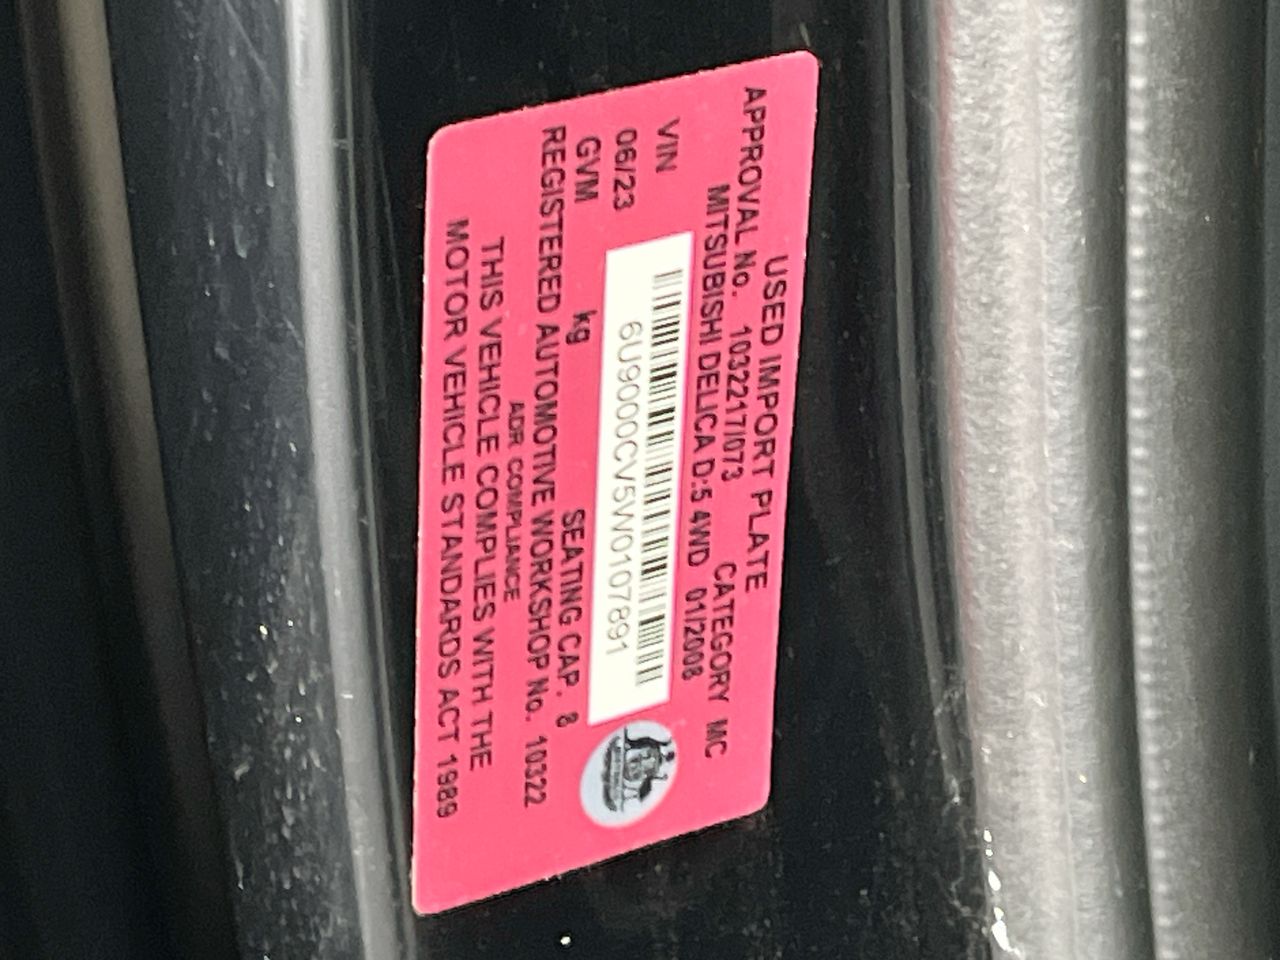 USED IMPORT PLATE
APPROVAL No. 1032217/073 CATEGORY MC
MITSUBISHI DELICA D:5 4WD 01/2008
VIN
6U9000CV5W0107891
06/23
GVM kg SEATING CAP. 8
REGISTERED AUTOMOTIVE WORKSHOP No. 10322
ADR COMPLIANCE
THIS VEHICLE COMPLIES WITH THE
MOTOR VEHICLE STANDARDS ACT 1989